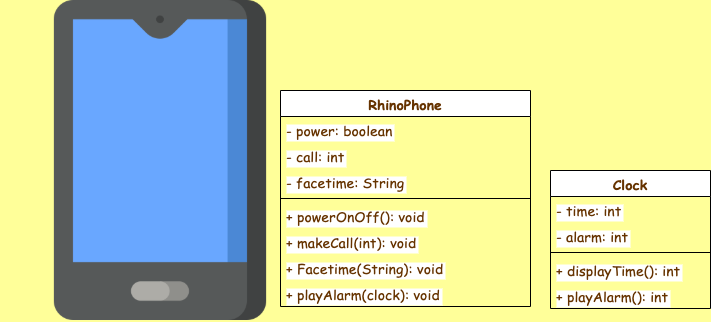 RhinoPhone
- power: boolean
- call: int
- facetime: String
+ powerOnOff(): void
+ makeCall(int): void
+ Facetime(String): void
+ playAlarm(clock): void
Clock
- time: int
- alarm: int
+ displayTime(): int
+ playAlarm(): int